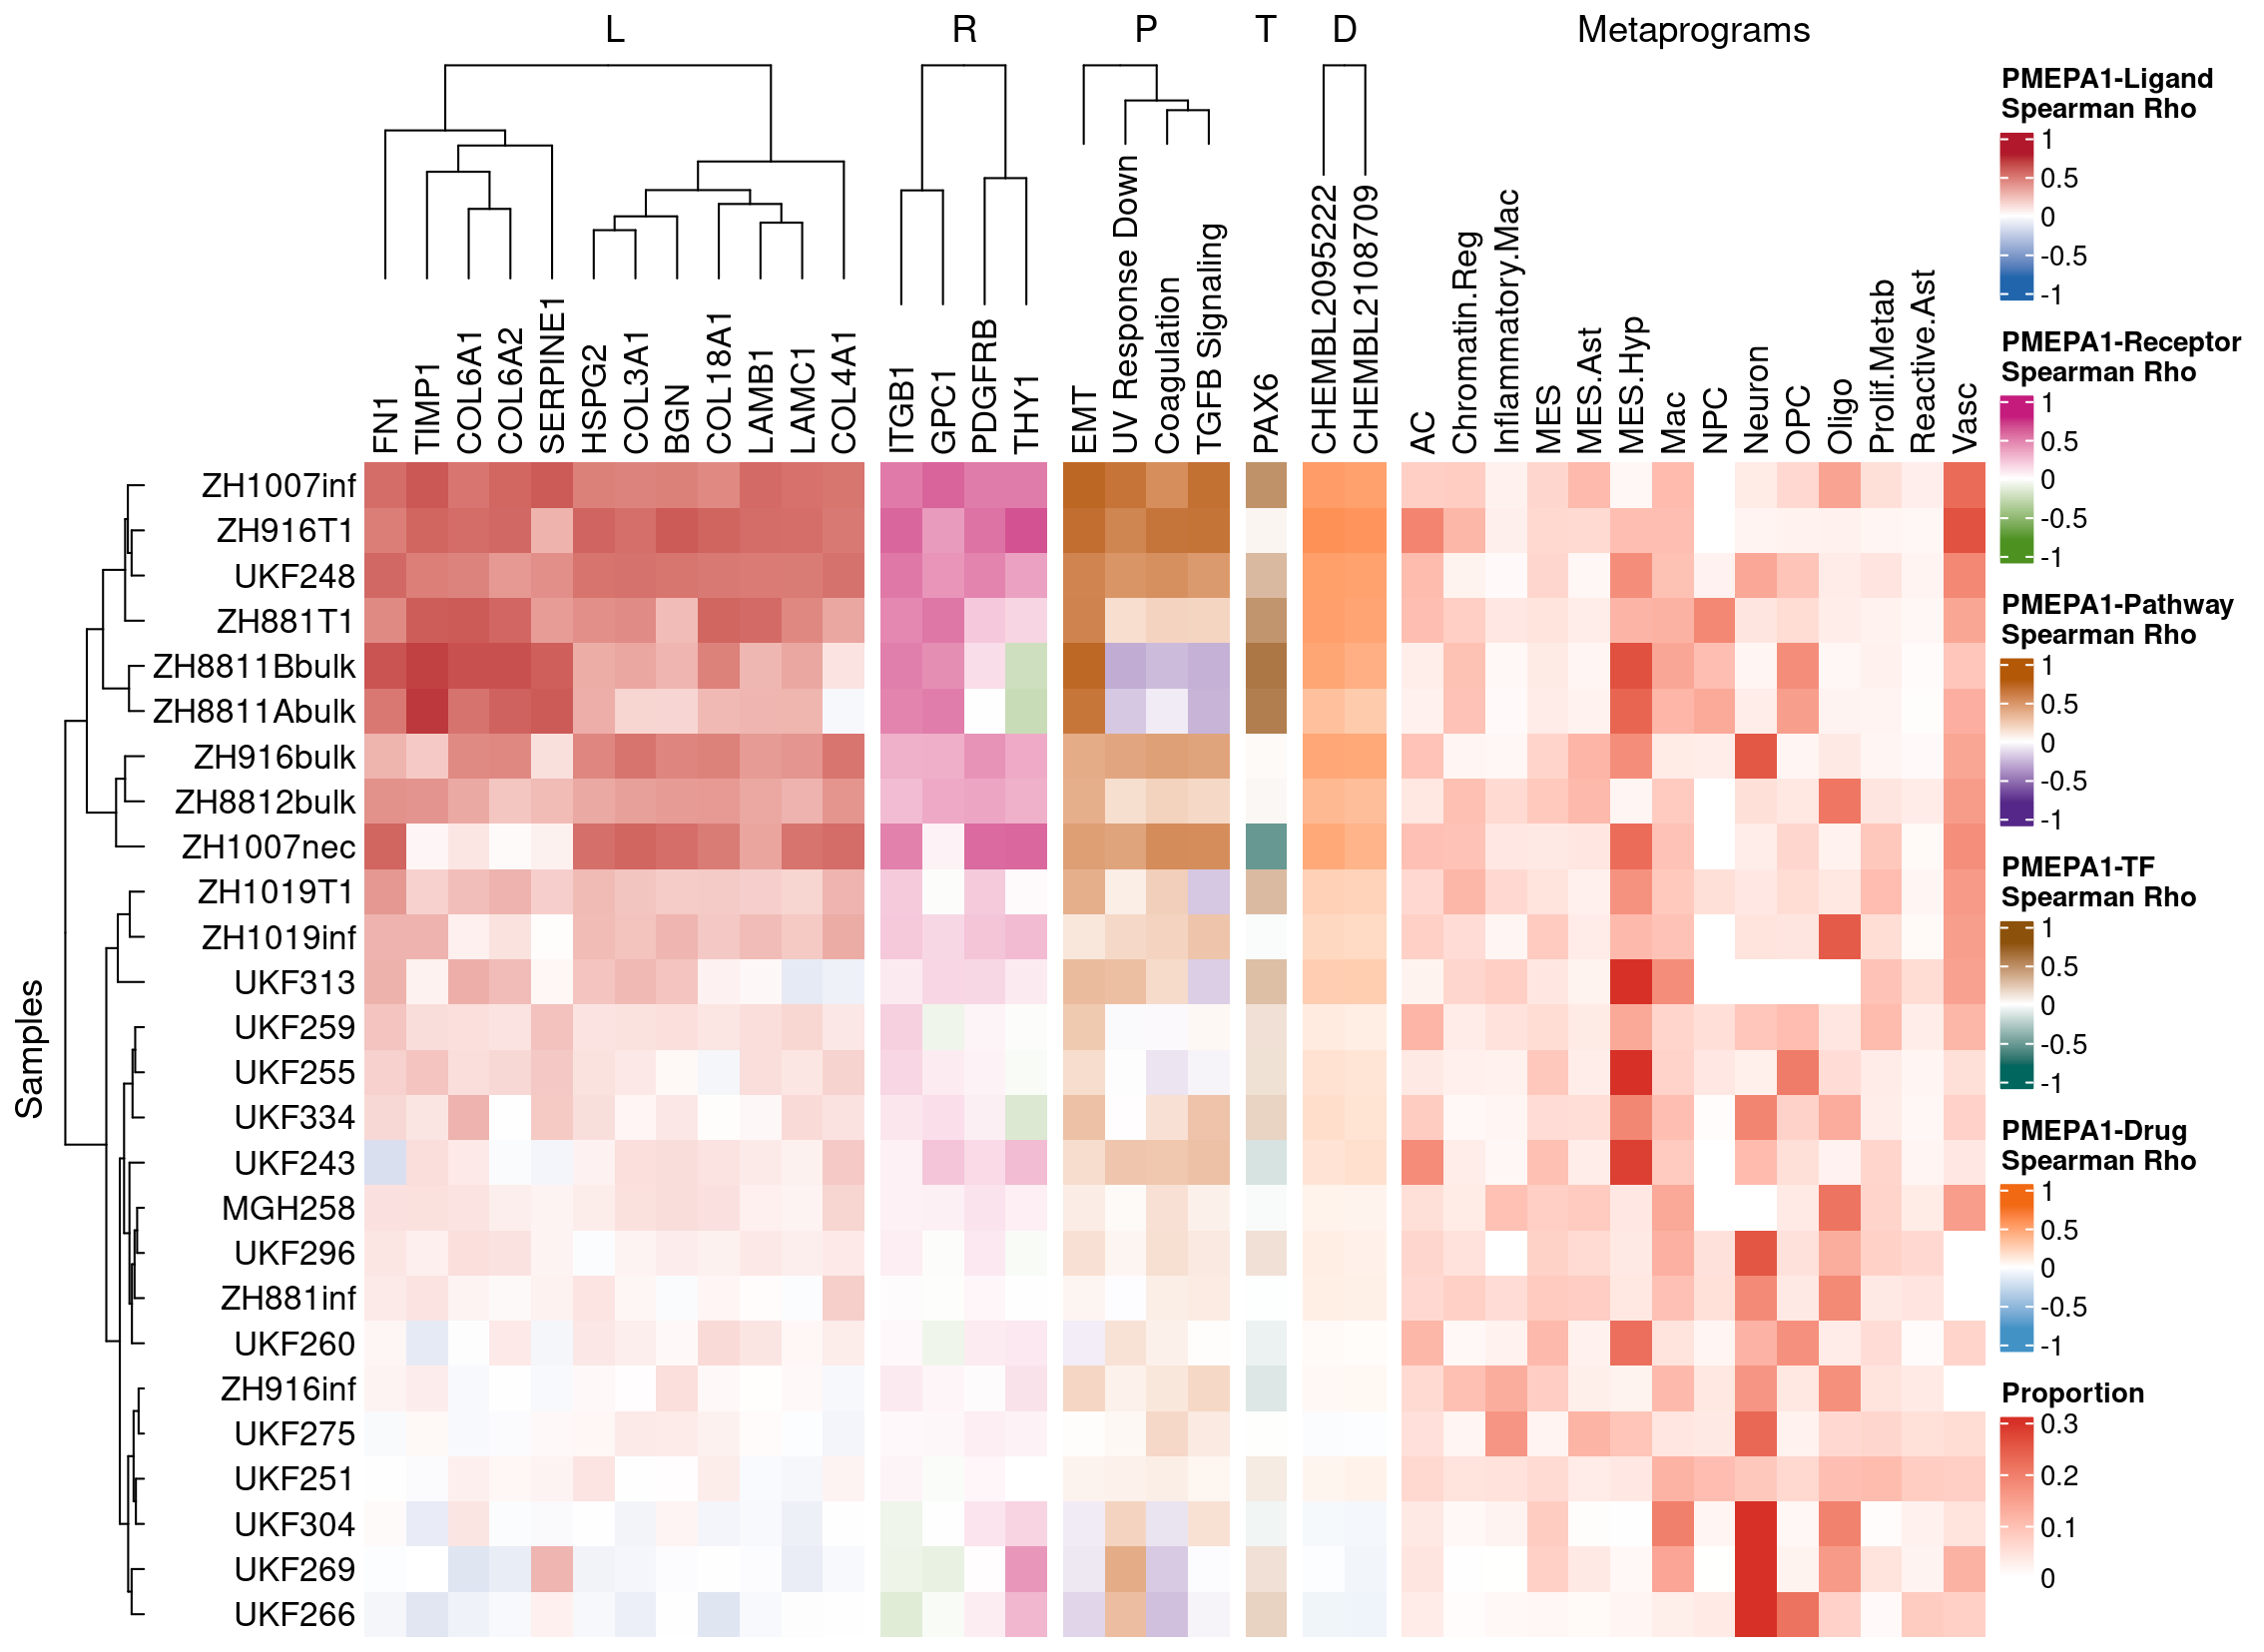 L R P T D Metaprograms
FN1
TIMP1
COL6A1
COL6A2
SERPINE1
HSPG2
COL3A1
BGN
COL18A1
LAMB1
LAMC1
COL4A1
ITGB1
GPC1
PDGFRB
THY1
EMT
UV Response Down
Coagulation
TGFB Signaling
PAX6
CHEMBL2095222
CHEMBL2108709
AC
Chromatin.Reg
Inflammatory.Mac
MES
MES.Ast
MES.Hyp
Mac
NPC
Neuron
OPC
Oligo
Prolif.Metab
Reactive.Ast
Vasc
Samples
ZH1007inf
ZH916T1
UKF248
ZH881T1
ZH8811Bbulk
ZH8811Abulk
ZH916bulk
ZH8812bulk
ZH1007nec
ZH1019T1
ZH1019inf
UKF313
UKF259
UKF255
UKF334
UKF243
MGH258
UKF296
ZH881inf
UKF260
ZH916inf
UKF275
UKF251
UKF304
UKF269
UKF266
PMEPA1-Ligand
Spearman Rho
1
0.5
0
-0.5
-1
PMEPA1-Receptor
Spearman Rho
1
0.5
0
-0.5
-1
PMEPA1-Pathway
Spearman Rho
1
0.5
0
-0.5
-1
PMEPA1-TF
Spearman Rho
1
0.5
0
-0.5
-1
PMEPA1-Drug
Spearman Rho
1
0.5
0
-0.5
-1
Proportion
0.3
0.2
0.1
0